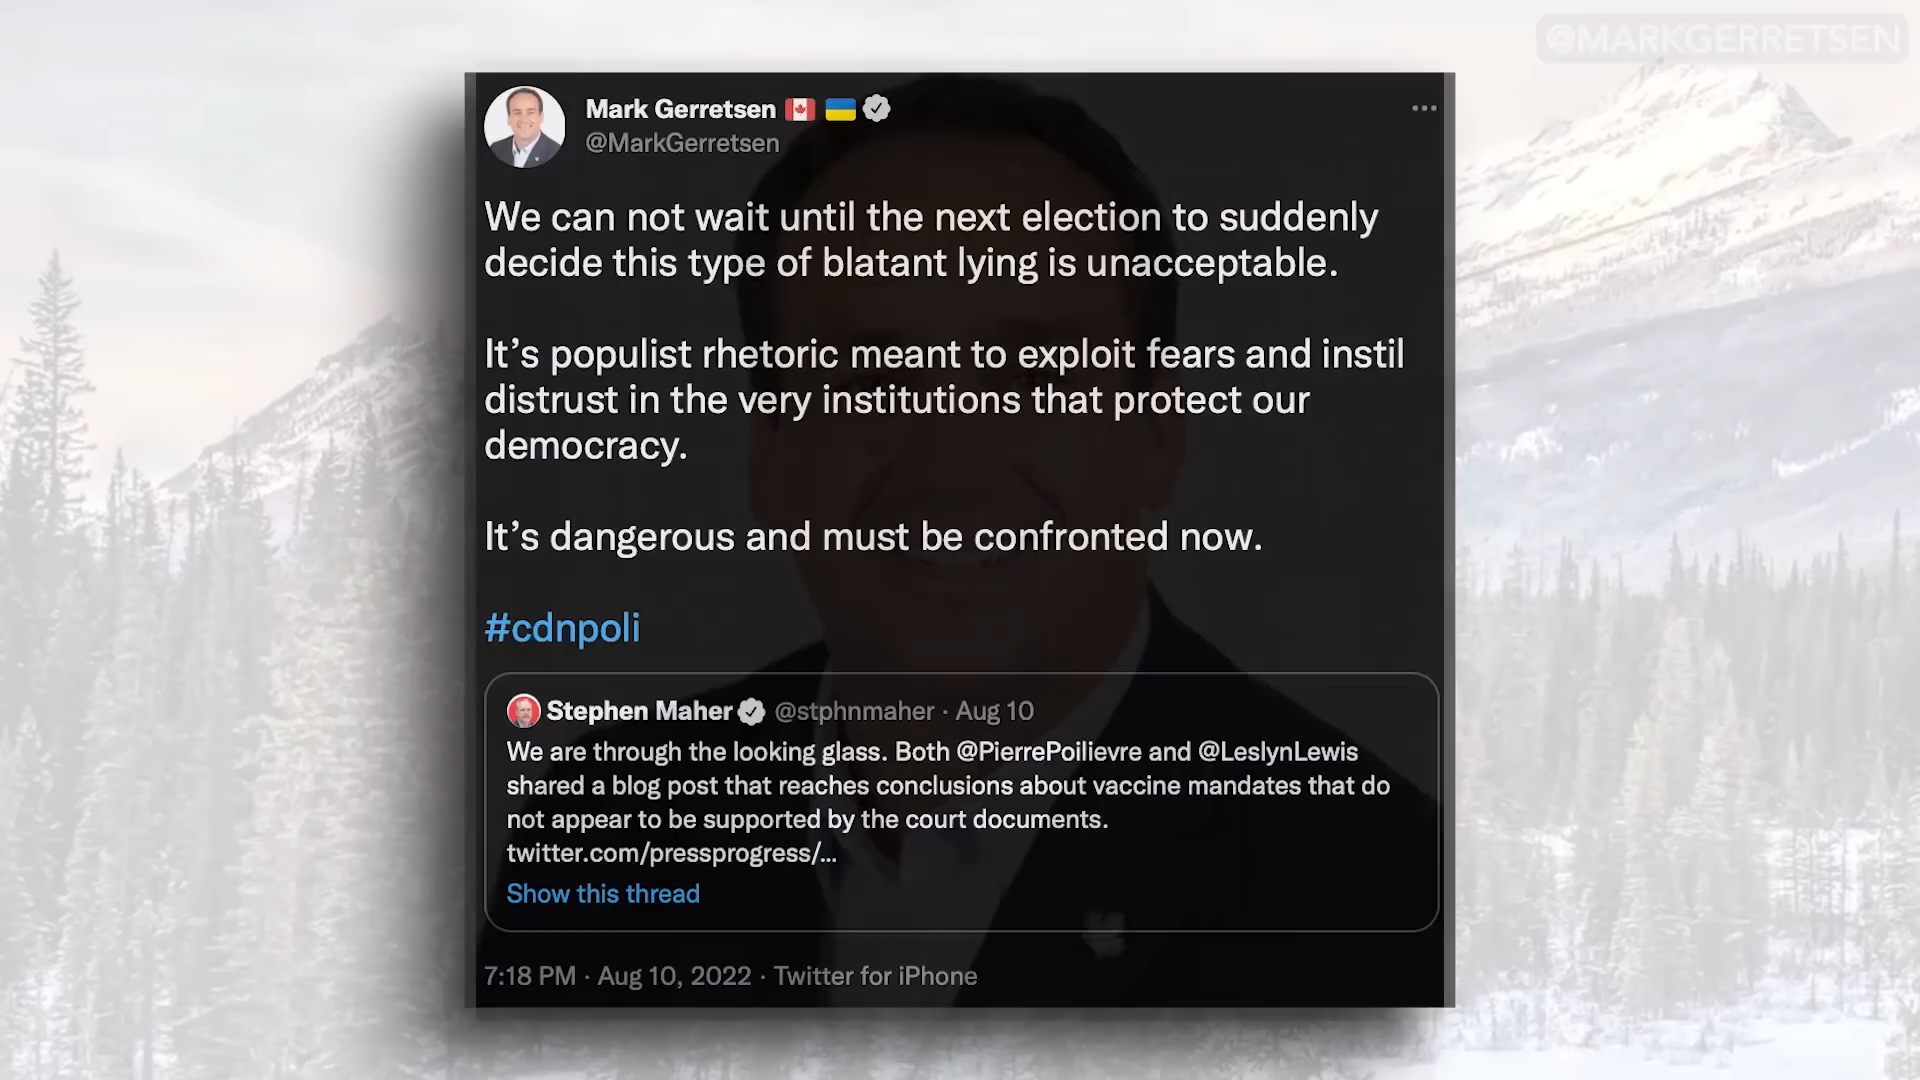 @MARKGERRETSEN
Mark Gerretsen
@MarkGerretsen
We can not wait until the next election to suddenly
decide this type of blatant lying is unacceptable.
It’s populist rhetoric meant to exploit fears and instil
distrust in the very institutions that protect our
democracy.
It’s dangerous and must be confronted now.
#cdnpoli
Stephen Maher @stphnmaher · Aug 10
We are through the looking glass. Both @PierrePoilievre and @LeslynLewis
shared a blog post that reaches conclusions about vaccine mandates that do
not appear to be supported by the court documents.
twitter.com/pressprogress/...
Show this thread
7:18 PM · Aug 10, 2022 · Twitter for iPhone